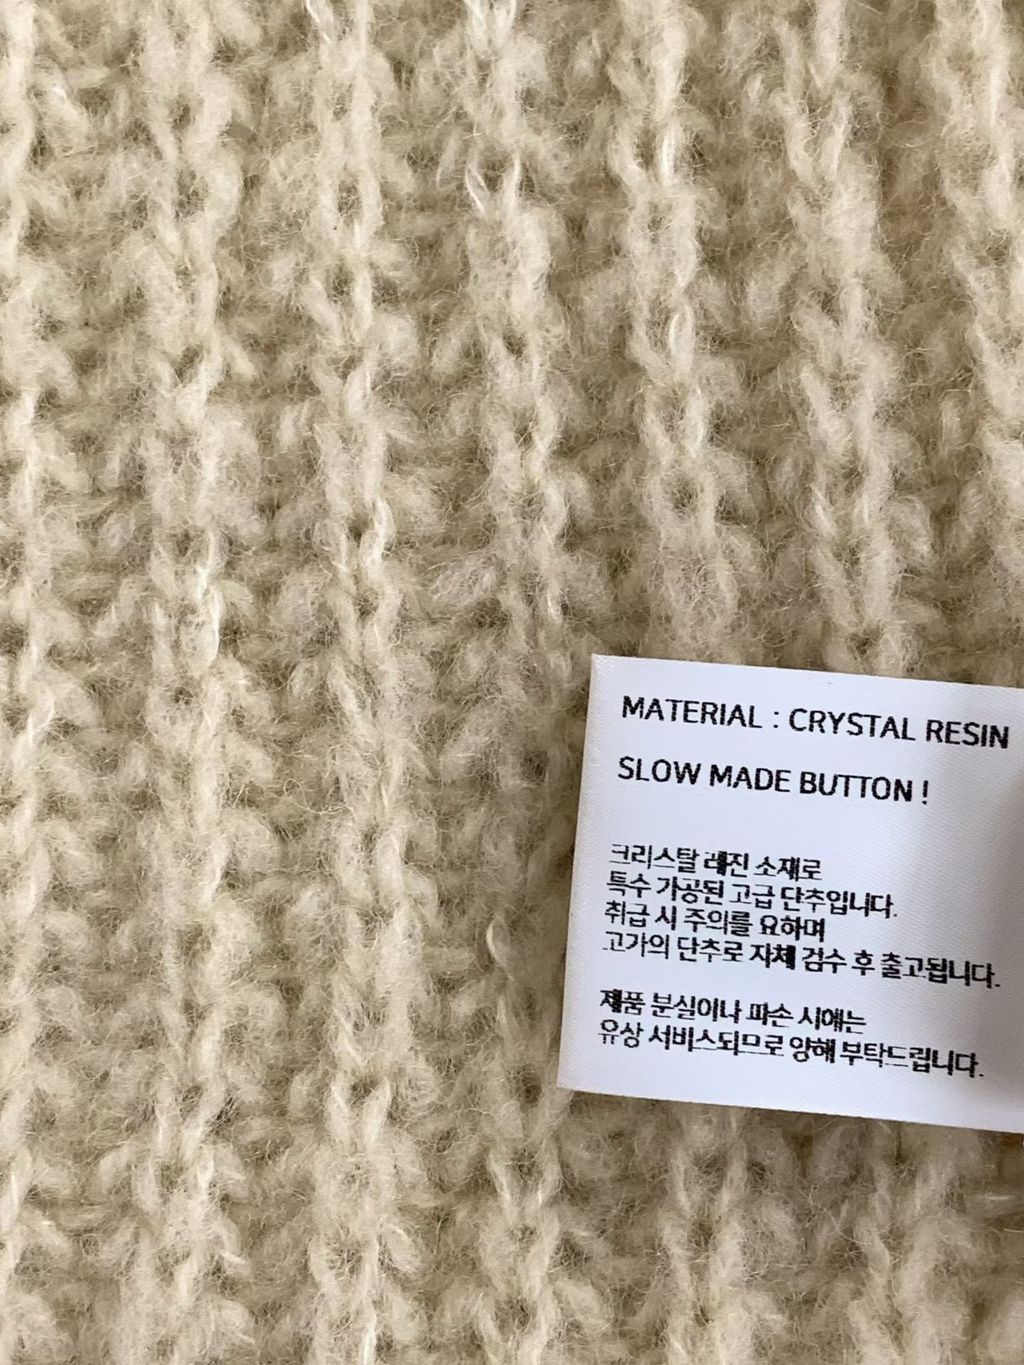 MATERIAL : CRYSTAL RESIN
SLOW MADE BUTTON !
크리스탈 레진 소재로
특수 가공된 고급 단추입니다.
취급 시 주의를 요하며
고가의 단추로 자체 검수 후 출고됩니다.
제품 분실이나 파손 시에는
유상 서비스되므로 양해 부탁드립니다.